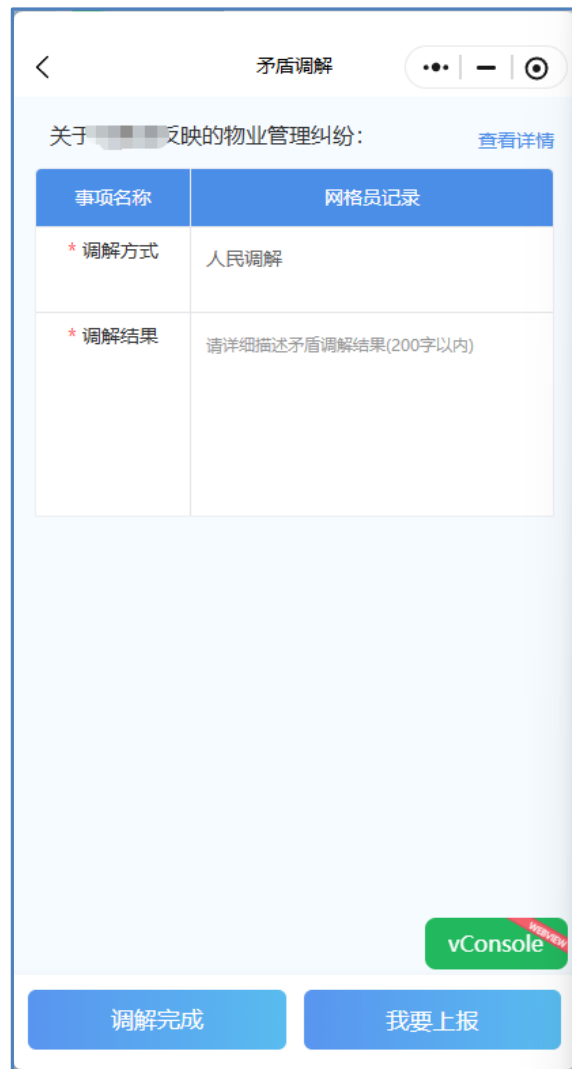 矛盾调解
关于
反映的物业管理纠纷：
查看详情
事项名称
网格员记录
* 调解方式
人民调解
* 调解结果
请详细描述矛盾调解结果(200字以内)
WEBVIEW
vConsole
调解完成
我要上报